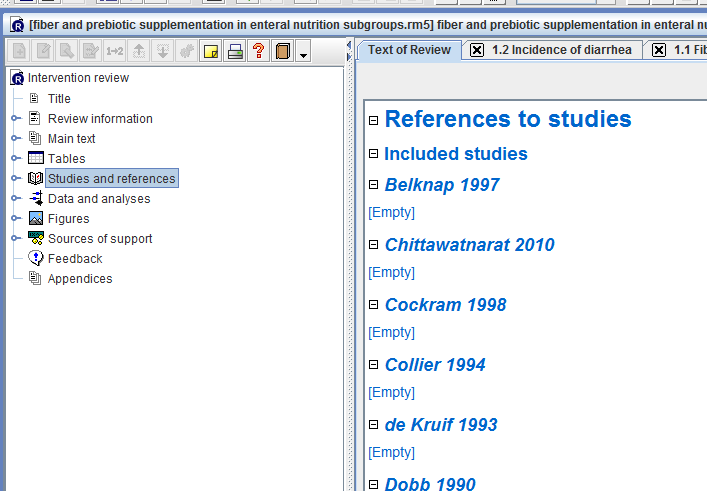 [fiber and prebiotic supplementation in enteral nutrition subgroups.rm5] fiber and prebiotic supplementation in enteral nu
1→2
Text of Review
1.2 Incidence of diarrhea
1.1 Fib
Intervention review
Title
Review information
Main text
Tables
Studies and references
Data and analyses
Figures
Sources of support
Feedback
Appendices
References to studies
Included studies
Belknap 1997
[Empty]
Chittawatnarat 2010
[Empty]
Cockram 1998
[Empty]
Collier 1994
[Empty]
de Kruif 1993
[Empty]
Dobb 1990